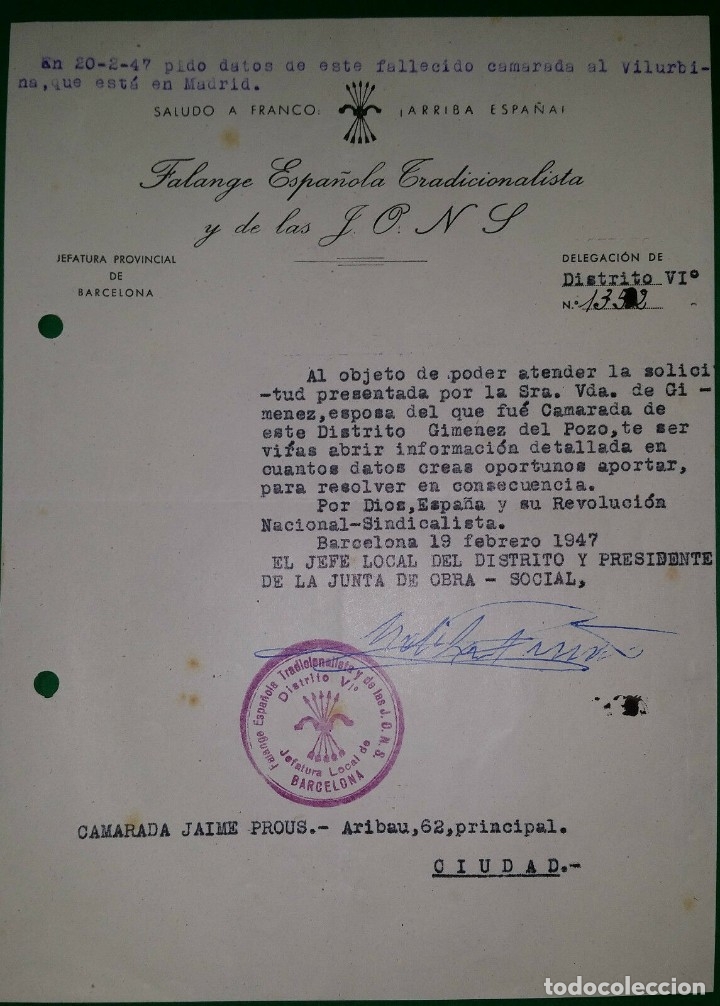 En 20-2-47 pido datos de este fallecido camarada al Vilurbi-
na,que está en Madrid.
SALUDO A FRANCO: ¡ARRIBA ESPAÑA!
Falange Española Tradicionalista
y de las J. O. N S
JEFATURA PROVINCIAL
DE
BARCELONA
DELEGACIÓN DE
Distrito VIº
N.º 1352
Al objeto de poder atender la solici
-tud presentada por la Sra. Vda. de Gi -
menez,esposa del que fué Camarada de
este Distrito Gimenez del Pozo,te ser
virás abrir información detallada en
cuantos datos creas oportunos aportar,
para resolver en consecuencia.
Por Dios,España y su Revolución
Nacional-Sindicalista.
Barcelona 19 febrero 1947
EL JEFE LOCAL DEL DISTRITO Y PRESIDENTE
DE LA JUNTA DE OBRA - SOCIAL,
Falange Española Tradicionalista y de las J.O.N.S.
Distrito VIº
Jefatura Local de
BARCELONA
CAMARADA JAIME PROUS.- Aribau,62,principal.
CIUDAD.-
todocoleccion.net